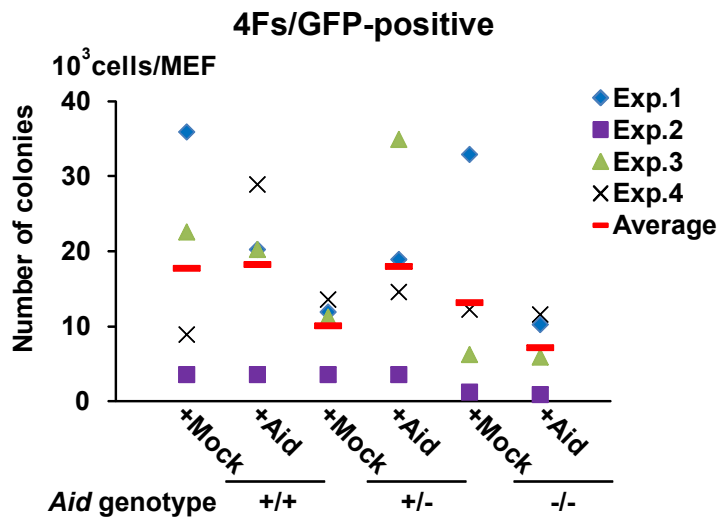 4Fs/GFP-positive
10³cells/MEF
Number of colonies
40
30
20
10
0
Exp.1
Exp.2
Exp.3
Exp.4
Average
+Mock
+Aid
+Mock
+Aid
+Mock
+Aid
Aid genotype +/+ +/- -/-